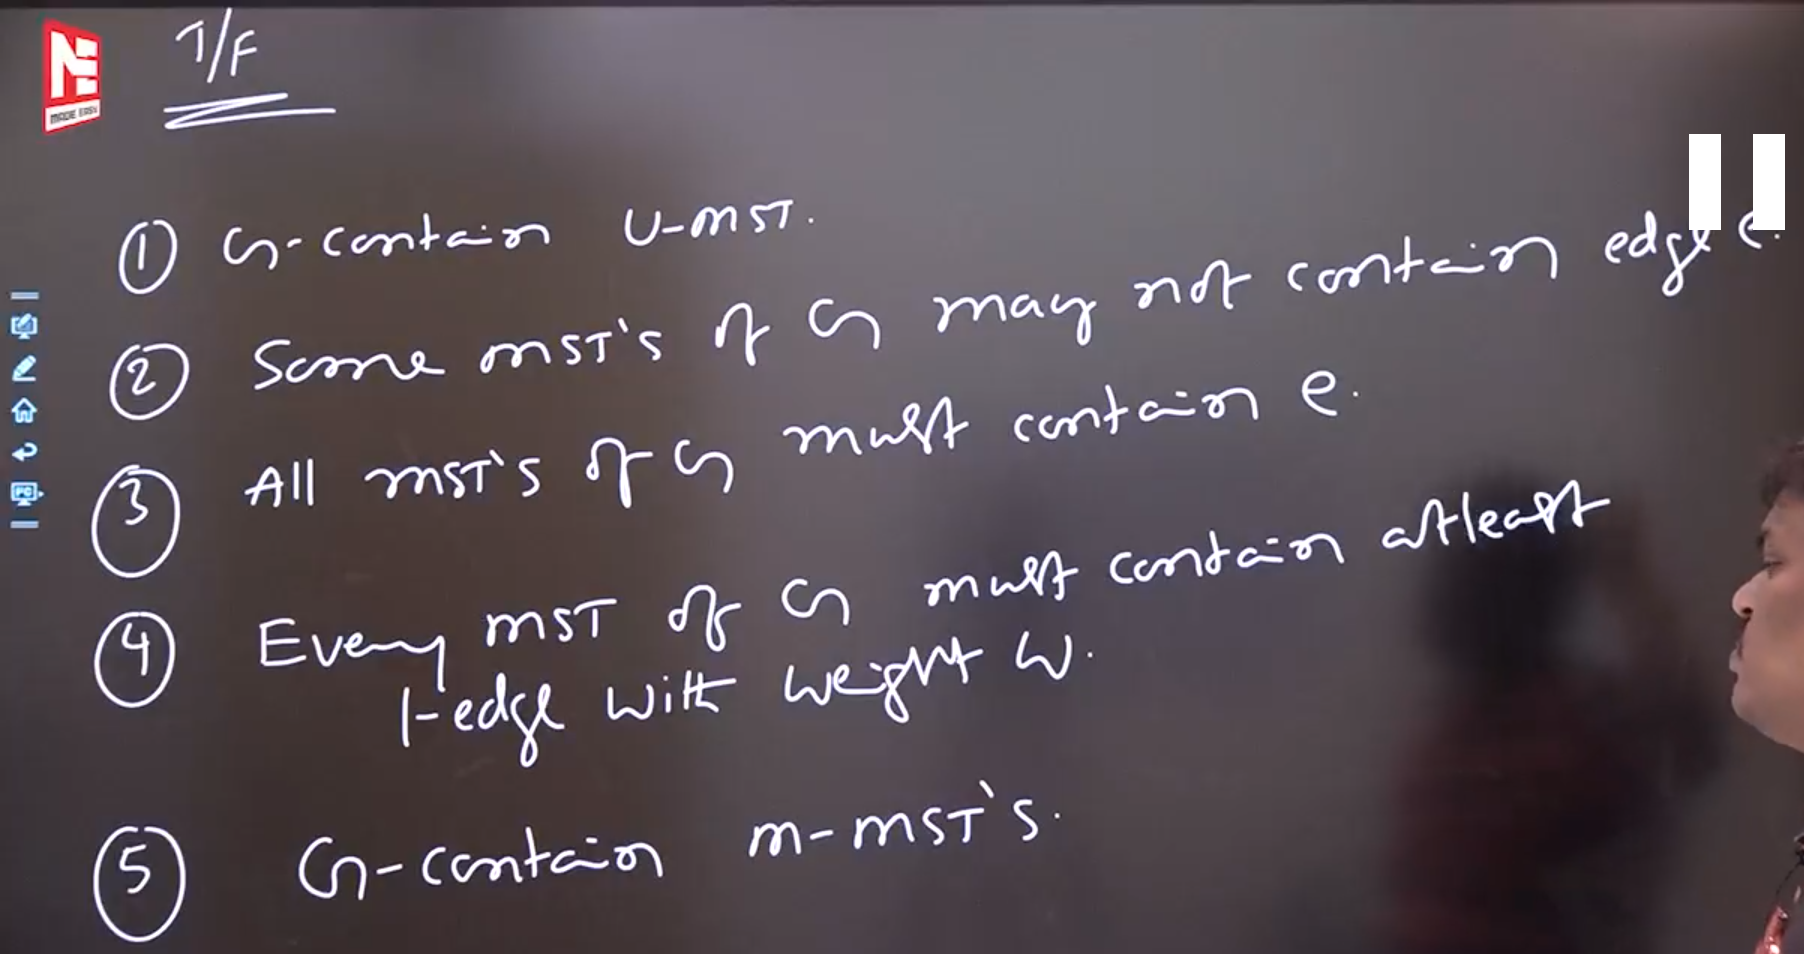 MADE EASY
T/F
① G-contain U-MST.
② Some MST's of G may not contain edge e.
③ All MST's of G must contain e.
④ Every MST of G must contain atleast
1-edge with weight W.
⑤ G-contain m-MST's.
PC